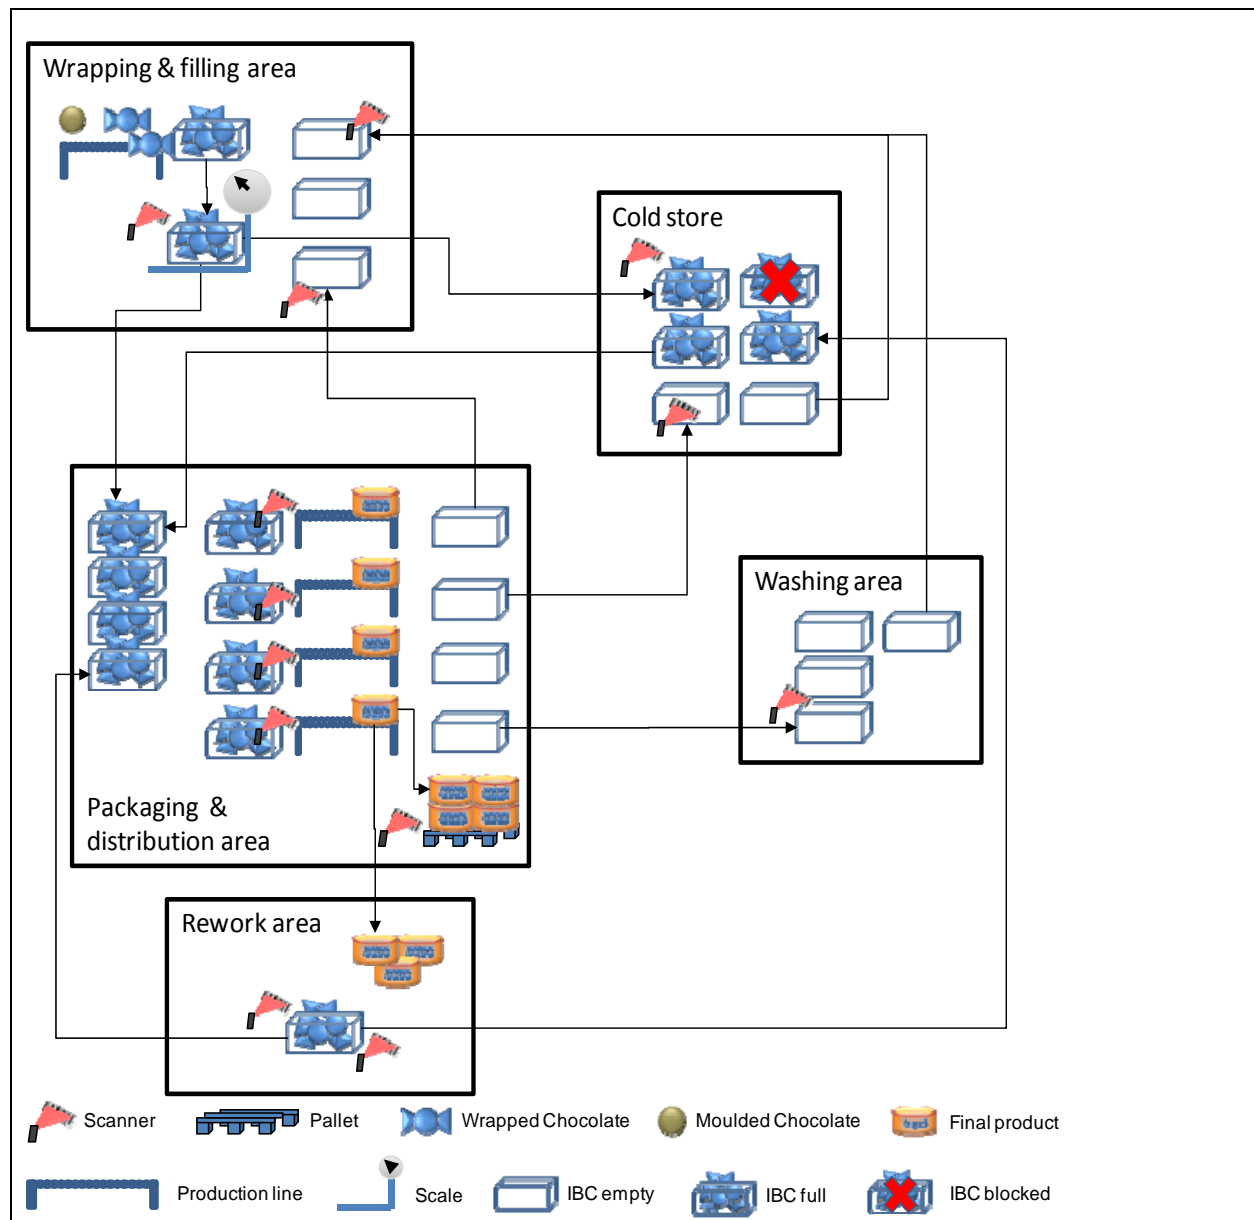 Wrapping & filling area
Cold store
Washing area
Packaging &
distribution area
Rework area
Scanner
Pallet
Wrapped Chocolate
Moulded Chocolate
Final product
Production line
Scale
IBC empty
IBC full
IBC blocked